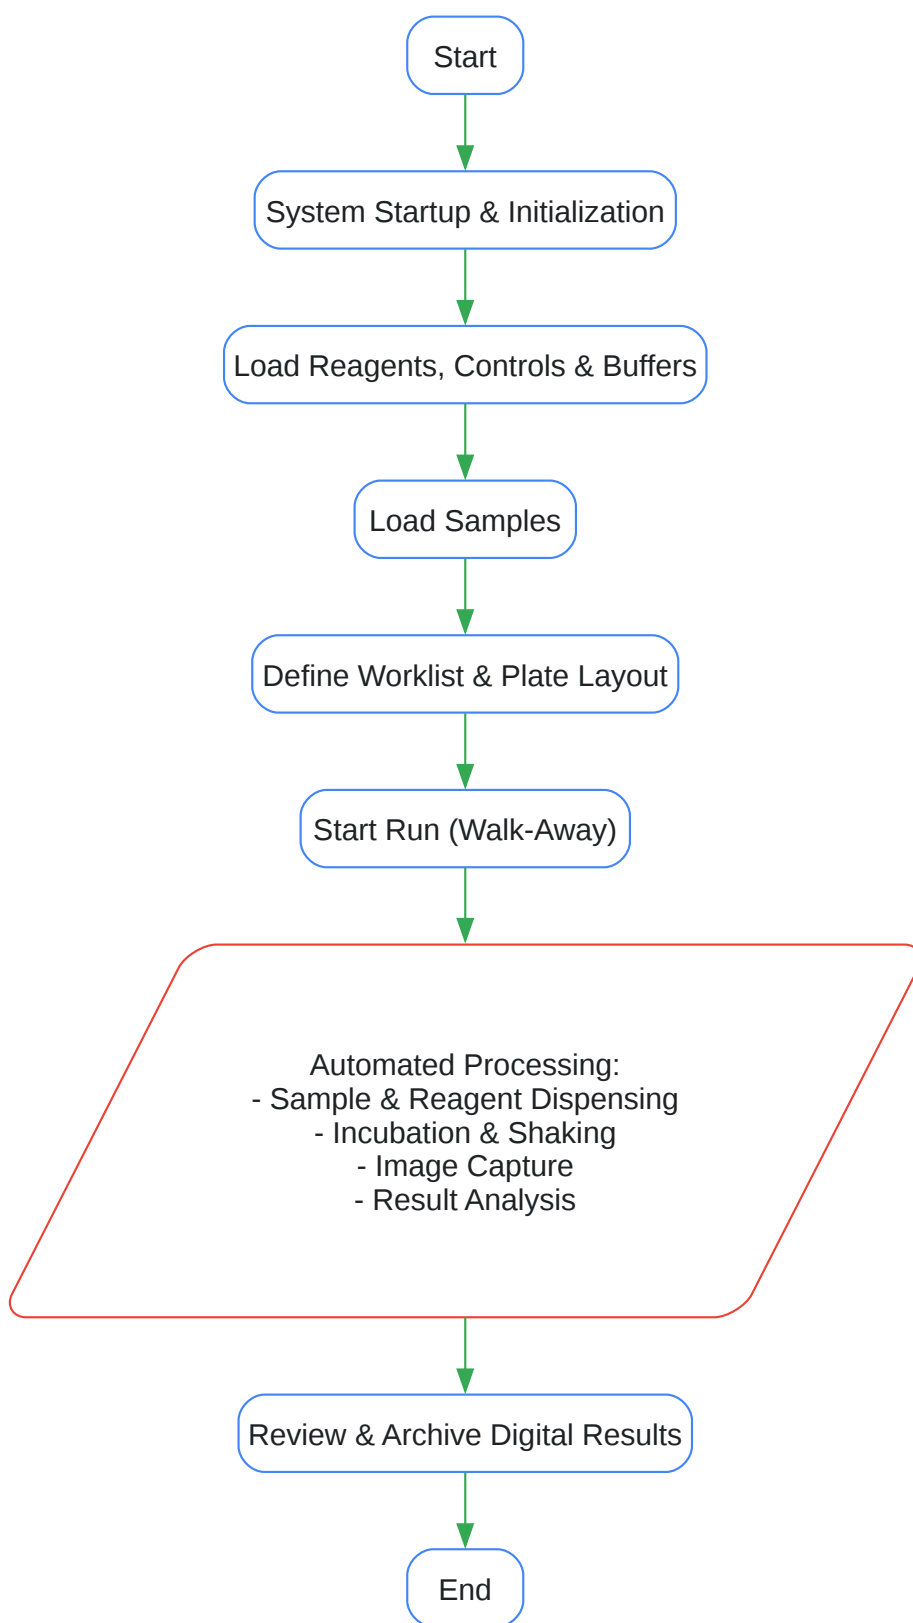 Start
System Startup & Initialization
Load Reagents, Controls & Buffers
Load Samples
Define Worklist & Plate Layout
Start Run (Walk-Away)
Automated Processing:
- Sample & Reagent Dispensing
- Incubation & Shaking
- Image Capture
- Result Analysis
Review & Archive Digital Results
End